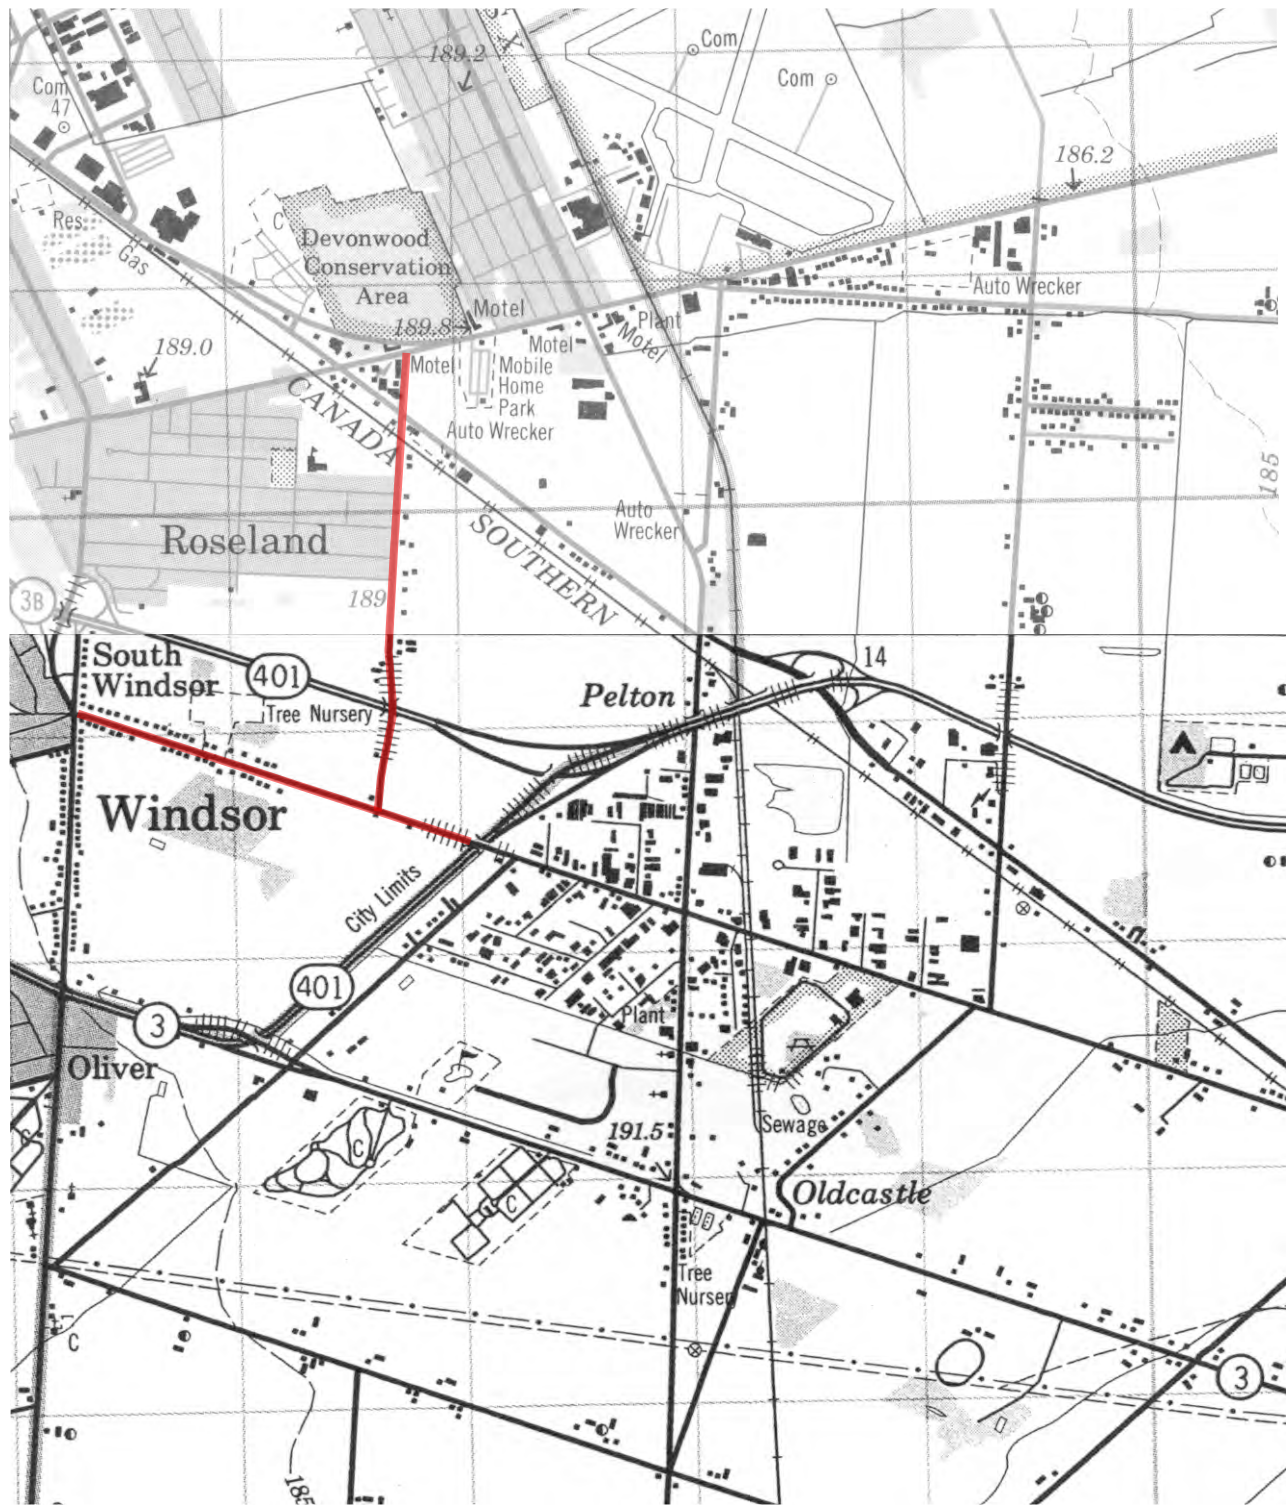 189.2
Com
Com
Com
47
186.2
Res.
Gas
C
Devonwood
Conservation
Area
Auto Wrecker
Motel
189.8
Plant
Motel
Motel
189.0
Motel
Mobile
Home
Park
Auto Wrecker
CANADA
SOUTHERN
185
Auto
Wrecker
Roseland
189
3B
South
Windsor
401
Tree Nursery
Pelton
14
Windsor
City Limits
401
3
Plant
Oliver
C
C
191.5
Sewage
C
Oldcastle
Tree
Nursery
C
3
185